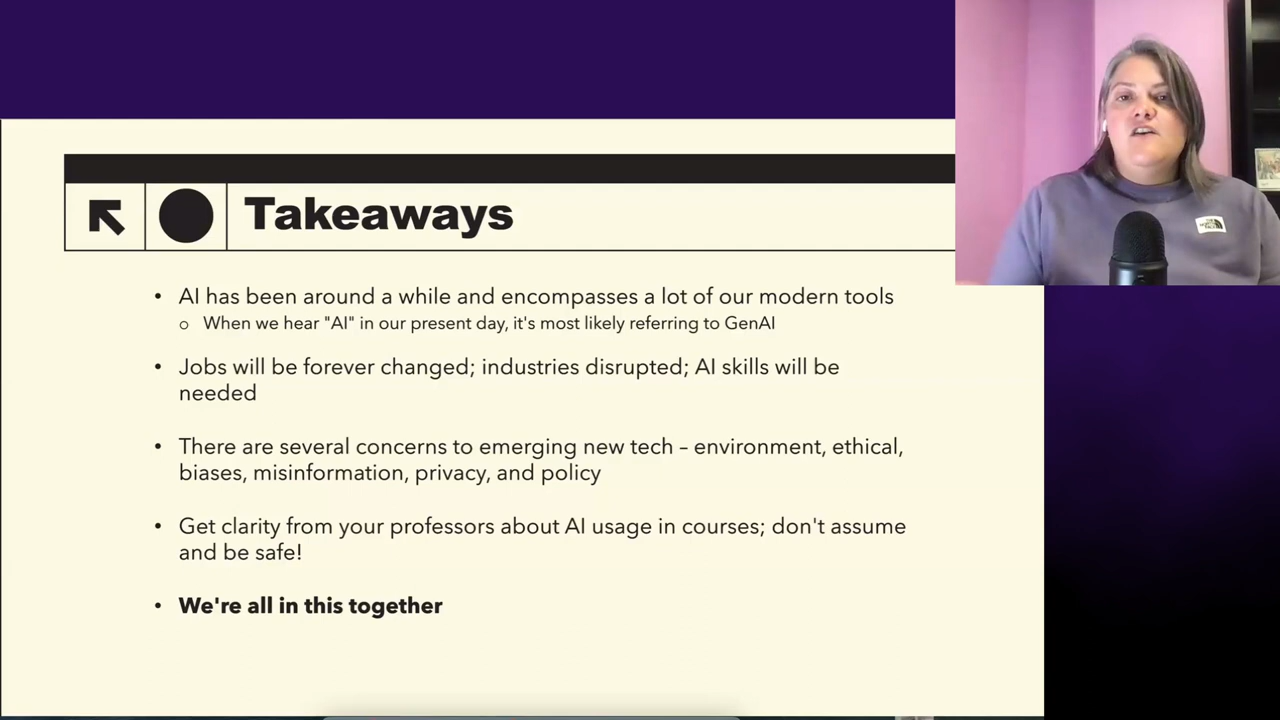 Takeaways
• AI has been around a while and encompasses a lot of our modern tools
o When we hear "AI" in our present day, it's most likely referring to GenAI
• Jobs will be forever changed; industries disrupted; AI skills will be
needed
• There are several concerns to emerging new tech – environment, ethical,
biases, misinformation, privacy, and policy
• Get clarity from your professors about AI usage in courses; don't assume
and be safe!
• We're all in this together
THE
NORTH
FACE